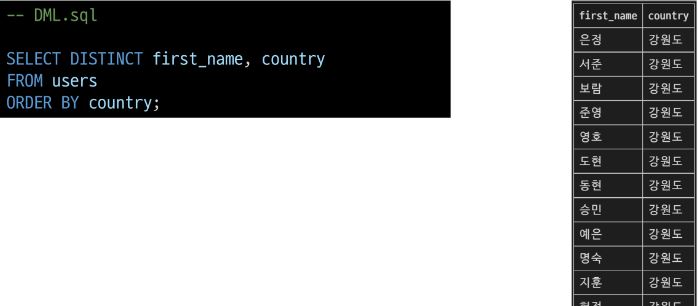 -- DML.sql
SELECT DISTINCT first_name, country
FROM users
ORDER BY country;
first_name country
은정 강원도
서준 강원도
보람 강원도
준영 강원도
영호 강원도
도현 강원도
동현 강원도
승민 강원도
예은 강원도
명숙 강원도
지훈 강원도